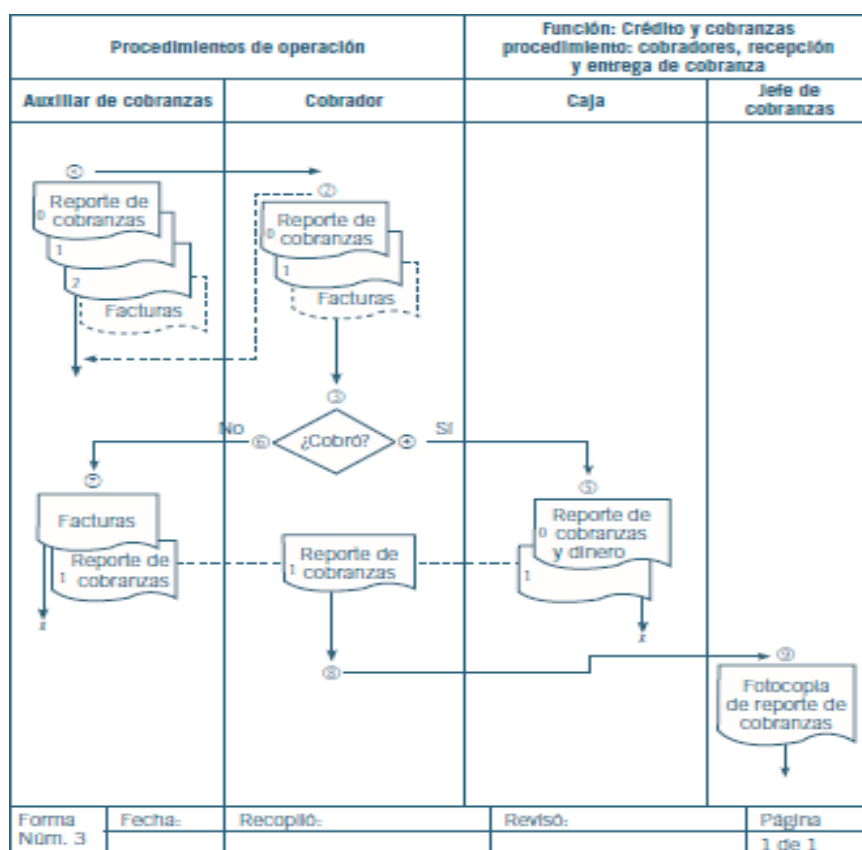 Procedimientos de operación
Función: Crédito y cobranzas
procedimiento: cobradores, recepción
y entrega de cobranza
Auxiliar de cobranzas
Cobrador
Caja
Jefe de
cobranzas
②
Reporte de
0 cobranzas
1
2
Facturas
Reporte de
0 cobranzas
1
Facturas
③
No
⑥
¿Cobró?
④
Sí
⑦
Facturas
Reporte de
1 cobranzas
Reporte de
1 cobranzas
⑤
Reporte de
0 cobranzas
y dinero
1
⑧
⑨
Fotocopia
de reporte de
cobranzas
Forma
Núm. 3
Fecha:
Recopiló:
Revisó:
Página
1 de 1